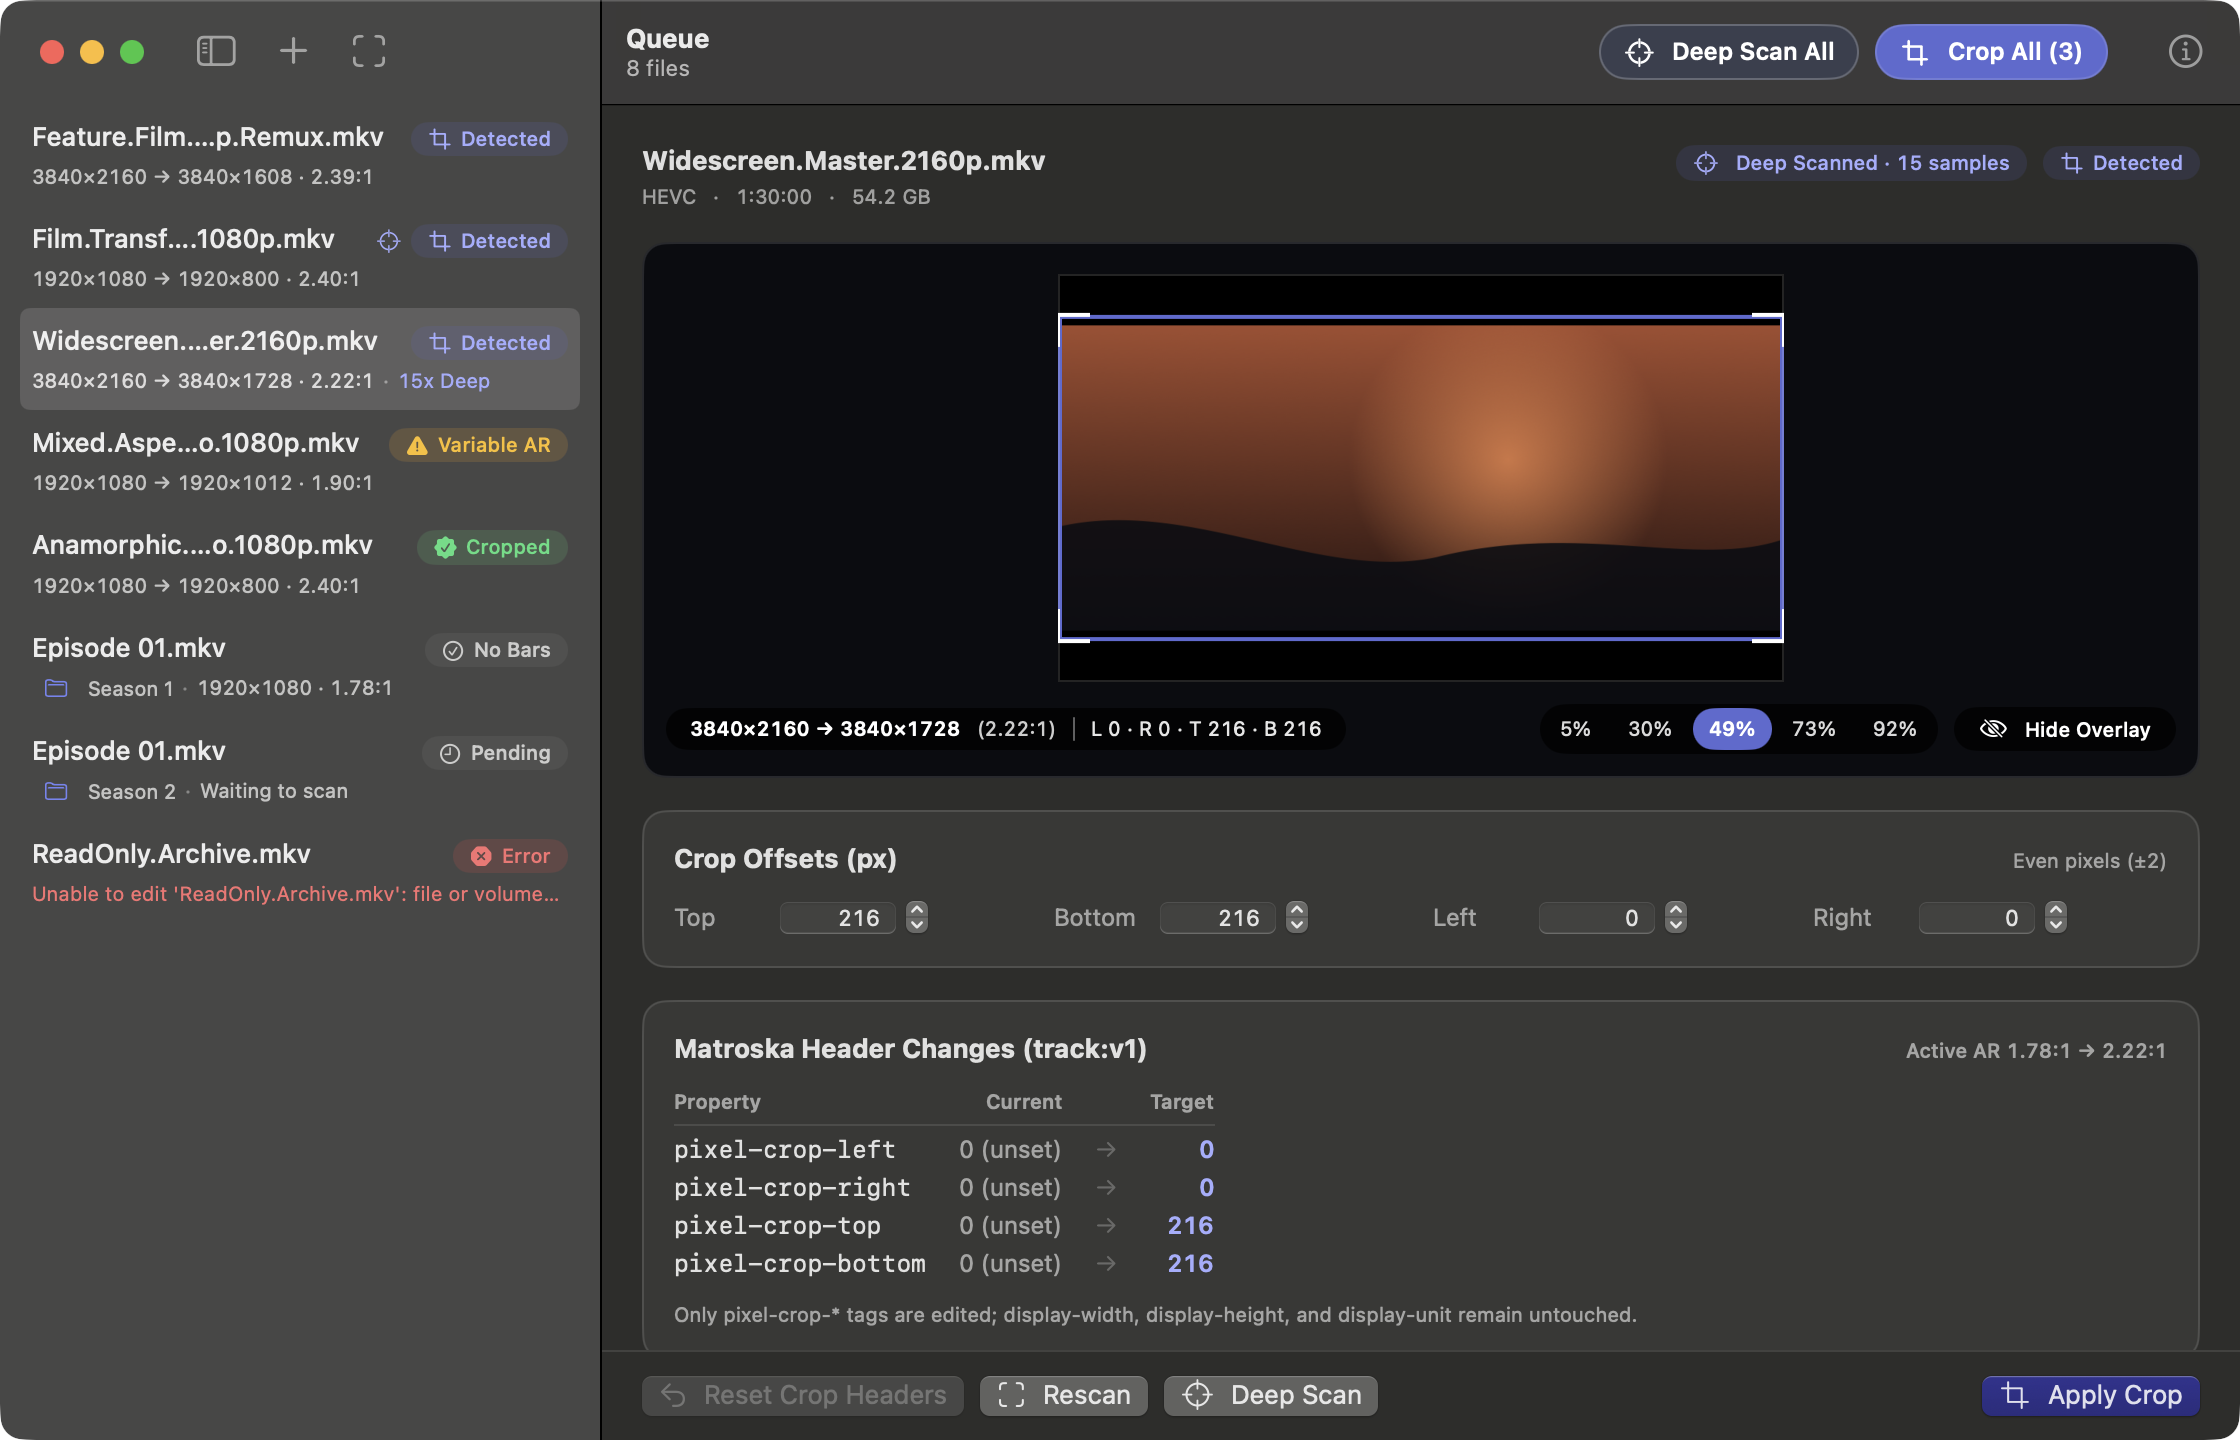 Feature.Film....p.Remux.mkv
Detected
3840×2160 → 3840×1608 · 2.39:1
Film.Transf....1080p.mkv
Detected
1920×1080 → 1920×800 · 2.40:1
Widescreen....er.2160p.mkv
Detected
3840×2160 → 3840×1728 · 2.22:1 · 15x Deep
Mixed.Aspe...o.1080p.mkv
Variable AR
1920×1080 → 1920×1012 · 1.90:1
Anamorphic....o.1080p.mkv
Cropped
1920×1080 → 1920×800 · 2.40:1
Episode 01.mkv
No Bars
Season 1 · 1920×1080 · 1.78:1
Episode 01.mkv
Pending
Season 2 · Waiting to scan
ReadOnly.Archive.mkv
Error
Unable to edit 'ReadOnly.Archive.mkv': file or volume...
Queue
8 files
Deep Scan All
Crop All (3)
Widescreen.Master.2160p.mkv
HEVC · 1:30:00 · 54.2 GB
Deep Scanned · 15 samples
Detected
3840×2160 → 3840×1728 (2.22:1) | L 0 · R 0 · T 216 · B 216
5% 30% 49% 73% 92%
Hide Overlay
Crop Offsets (px)
Even pixels (±2)
Top 216 Bottom 216 Left 0 Right 0
Matroska Header Changes (track:v1)
Active AR 1.78:1 → 2.22:1
Property Current Target
pixel-crop-left 0 (unset) → 0
pixel-crop-right 0 (unset) → 0
pixel-crop-top 0 (unset) → 216
pixel-crop-bottom 0 (unset) → 216
Only pixel-crop-* tags are edited; display-width, display-height, and display-unit remain untouched.
Reset Crop Headers
Rescan
Deep Scan
Apply Crop